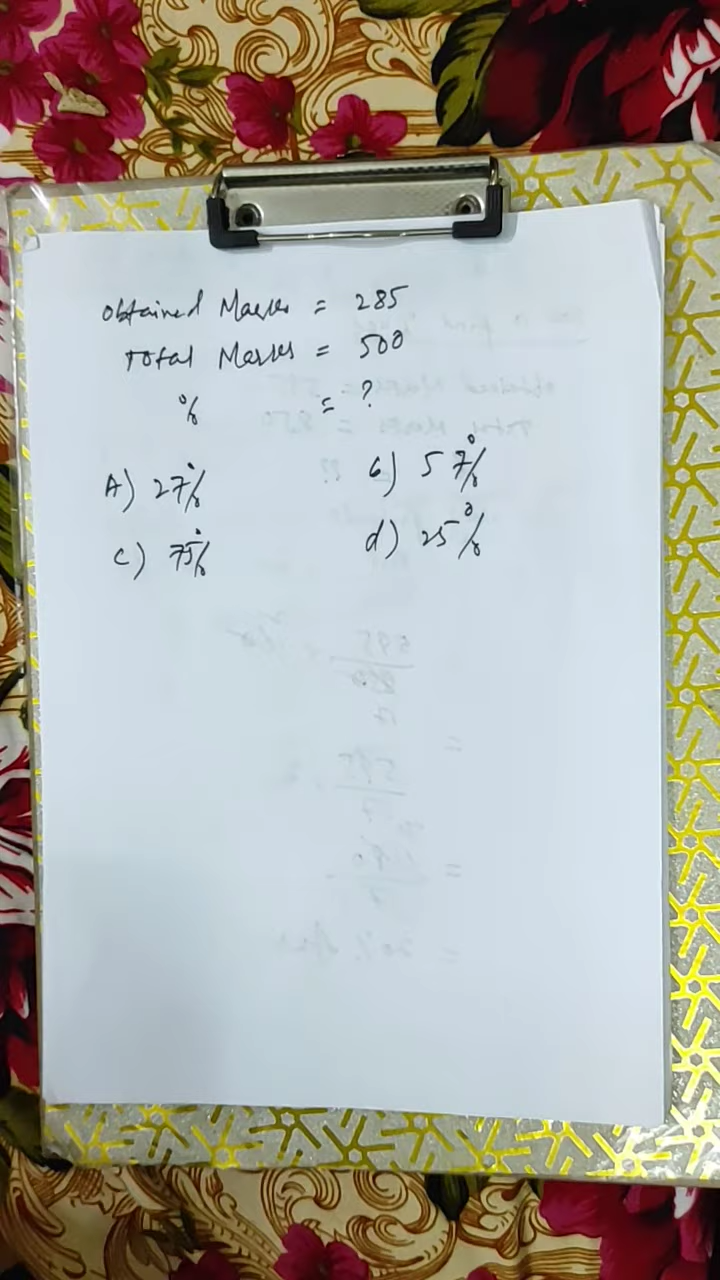 obtained Marks = 285
Total Marks = 500
% = ?
A) 27% b) 57%
c) 75% d) 25%